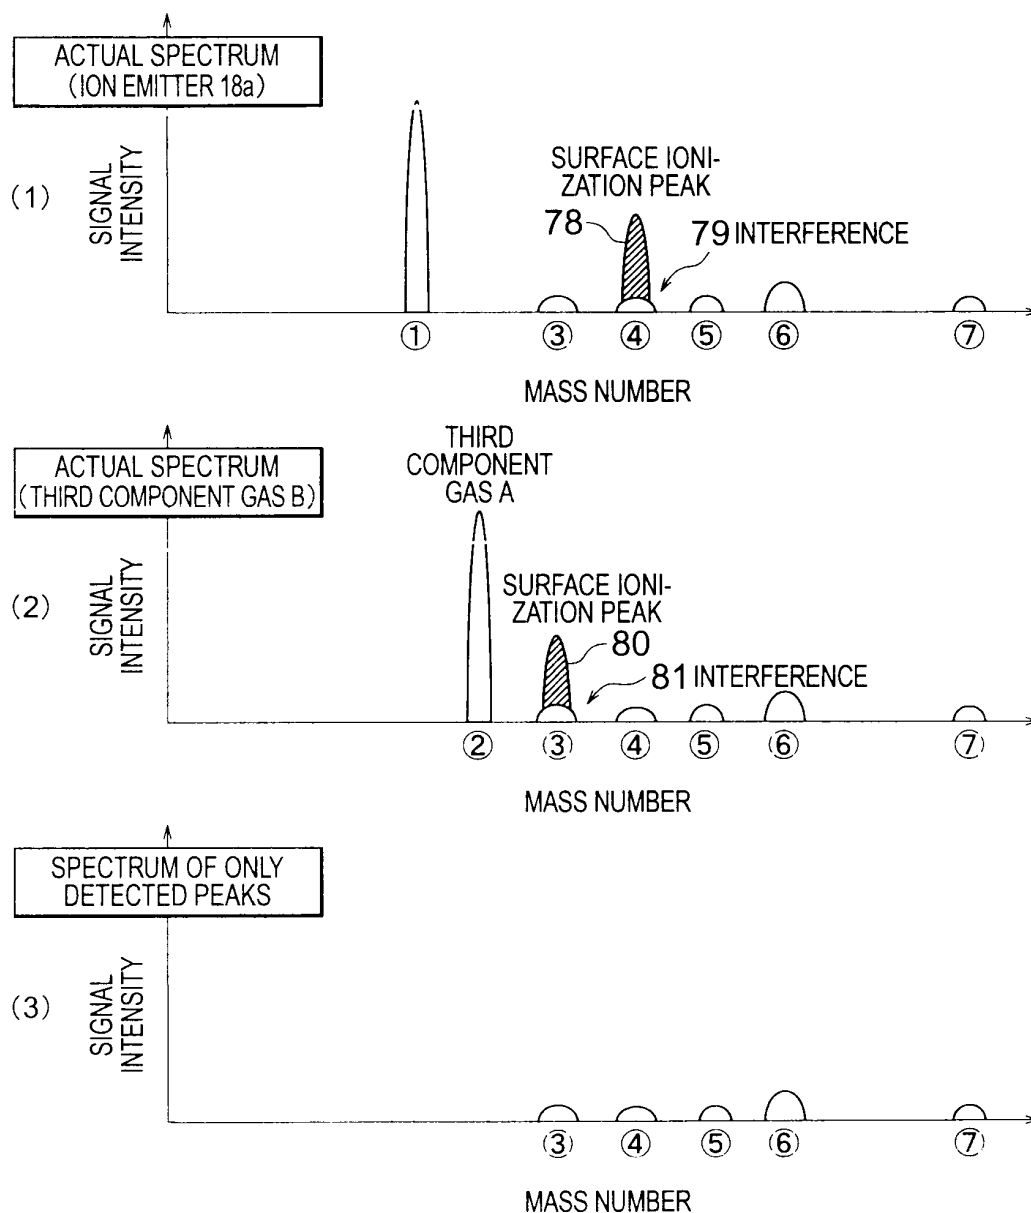 ACTUAL SPECTRUM
(ION EMITTER 18a)
(1)
SIGNAL
INTENSITY
SURFACE IONI-
ZATION PEAK
78
79 INTERFERENCE
① ③ ④ ⑤ ⑥ ⑦
MASS NUMBER
ACTUAL SPECTRUM
(THIRD COMPONENT GAS B)
THIRD
COMPONENT
GAS A
(2)
SIGNAL
INTENSITY
SURFACE IONI-
ZATION PEAK
80
81 INTERFERENCE
② ③ ④ ⑤ ⑥ ⑦
MASS NUMBER
SPECTRUM OF ONLY
DETECTED PEAKS
(3)
SIGNAL
INTENSITY
③ ④ ⑤ ⑥ ⑦
MASS NUMBER